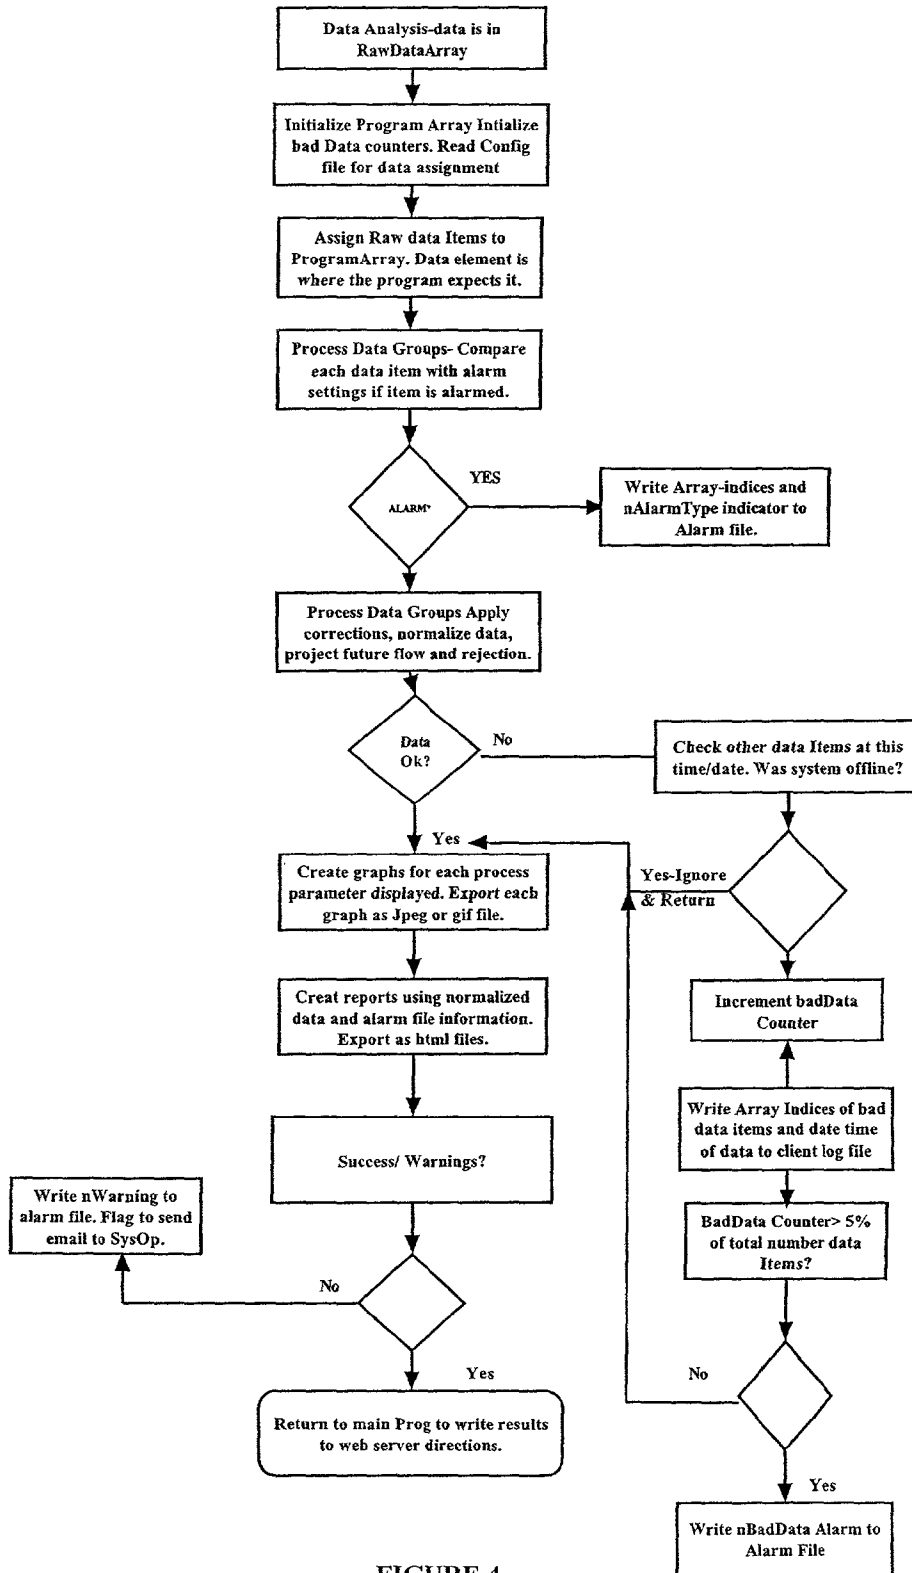 Data Analysis-data is in
RawDataArray
Initialize Program Array Intialize
bad Data counters. Read Config
file for data assignment
Assign Raw data Items to
ProgramArray. Data element is
where the program expects it.
Process Data Groups- Compare
each data item with alarm
settings if item is alarmed.
ALARM*
YES
Write Array-indices and
nAlarmType indicator to
Alarm file.
Process Data Groups Apply
corrections, normalize data,
project future flow and rejection.
Data
Ok?
No
Check other data Items at this
time/date. Was system offline?
Yes
Yes-Ignore
& Return
Create graphs for each process
parameter displayed. Export each
graph as Jpeg or gif file.
Increment badData
Counter
Creat reports using normalized
data and alarm file information.
Export as html files.
Write Array Indices of bad
data items and date time
of data to client log file
Success/ Warnings?
BadData Counter> 5%
of total number data
Items?
Write nWarning to
alarm file. Flag to send
email to SysOp.
No
No
Yes
Return to main Prog to write results
to web server directions.
Yes
Write nBadData Alarm to
Alarm File
FIGURE 4